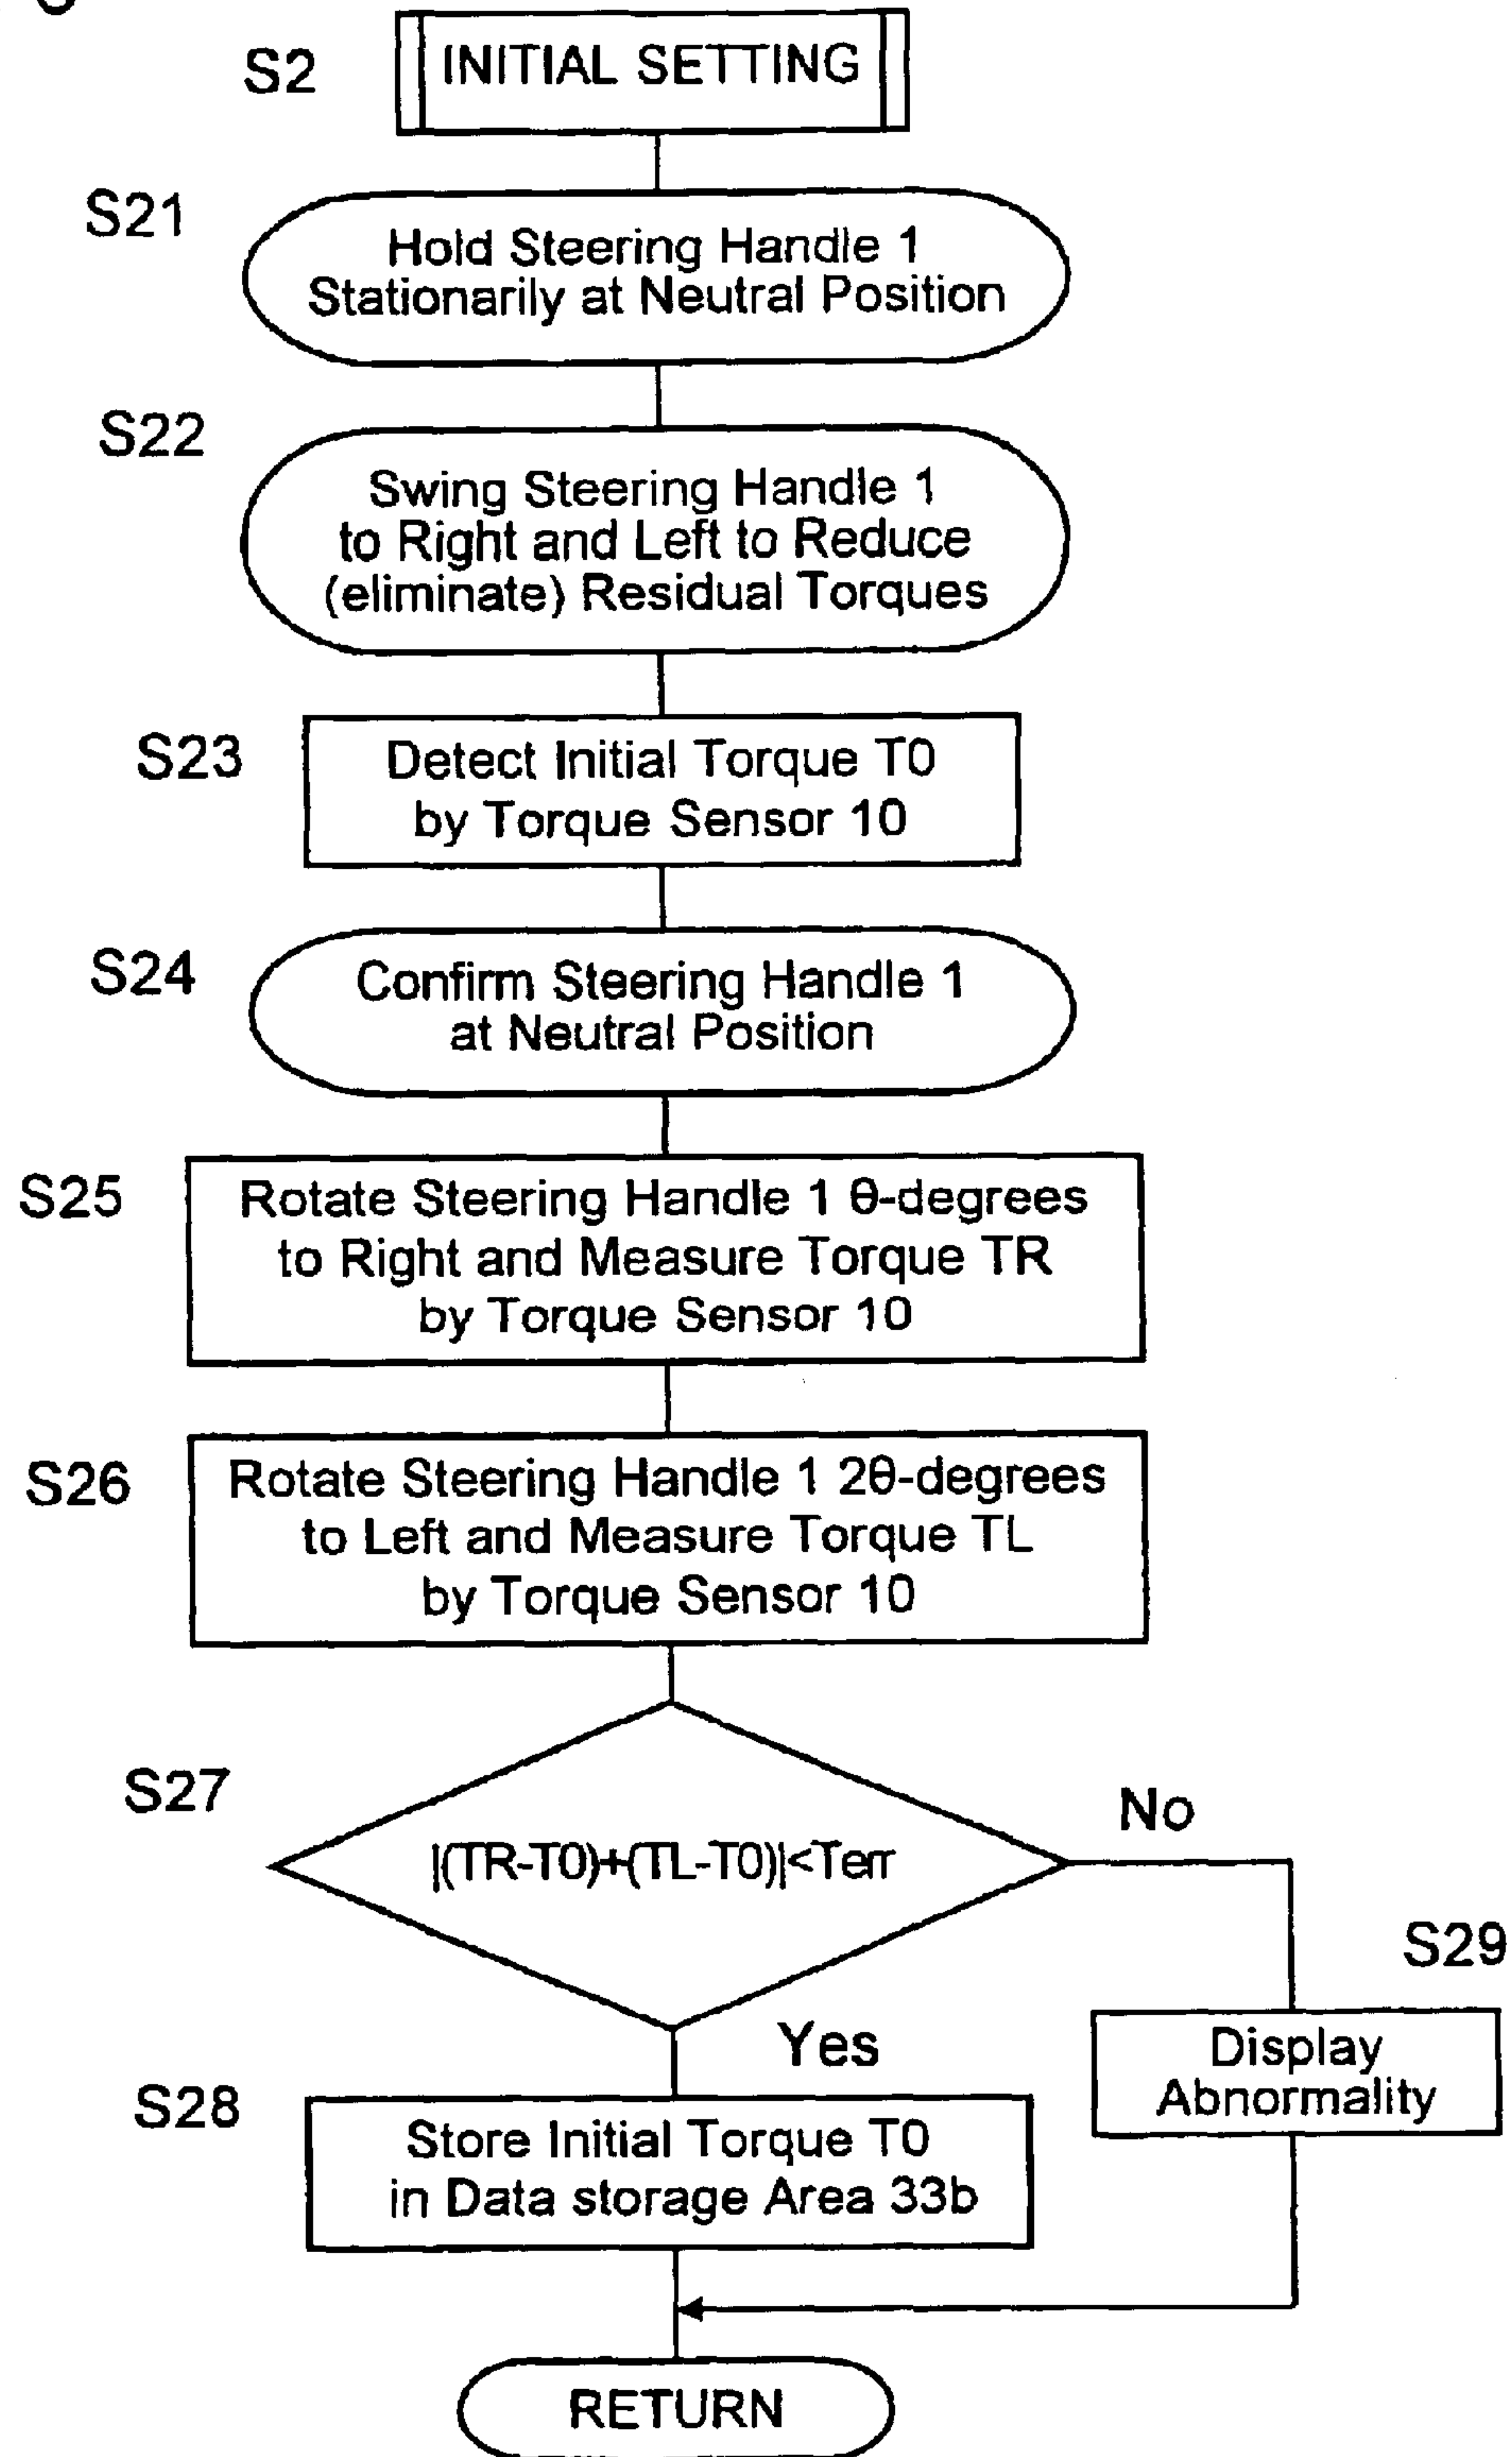 S2
INITIAL SETTING
S21
Hold Steering Handle 1
Stationarily at Neutral Position
S22
Swing Steering Handle 1
to Right and Left to Reduce
(eliminate) Residual Torques
S23
Detect Initial Torque T0
by Torque Sensor 10
S24
Confirm Steering Handle 1
at Neutral Position
S25
Rotate Steering Handle 1 θ-degrees
to Right and Measure Torque TR
by Torque Sensor 10
S26
Rotate Steering Handle 1 2θ-degrees
to Left and Measure Torque TL
by Torque Sensor 10
S27
|(TR-T0)+(TL-T0)|<Terr
No
Yes
S29
Display
Abnormality
S28
Store Initial Torque T0
in Data storage Area 33b
RETURN